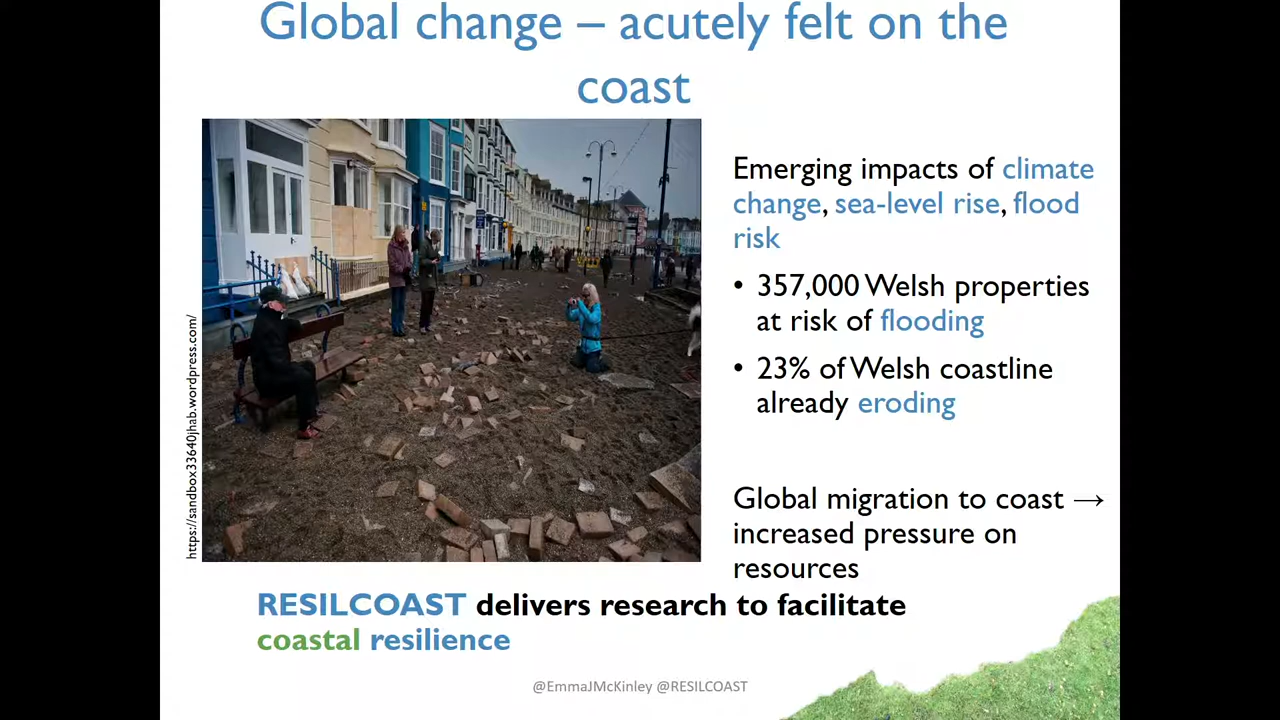 Global change – acutely felt on the
coast
https://sandbox33640jhab.wordpress.com/
Emerging impacts of climate
change, sea-level rise, flood
risk
• 357,000 Welsh properties
at risk of flooding
• 23% of Welsh coastline
already eroding
Global migration to coast →
increased pressure on
resources
RESILCOAST delivers research to facilitate
coastal resilience
@EmmaJMcKinley @RESILCOAST